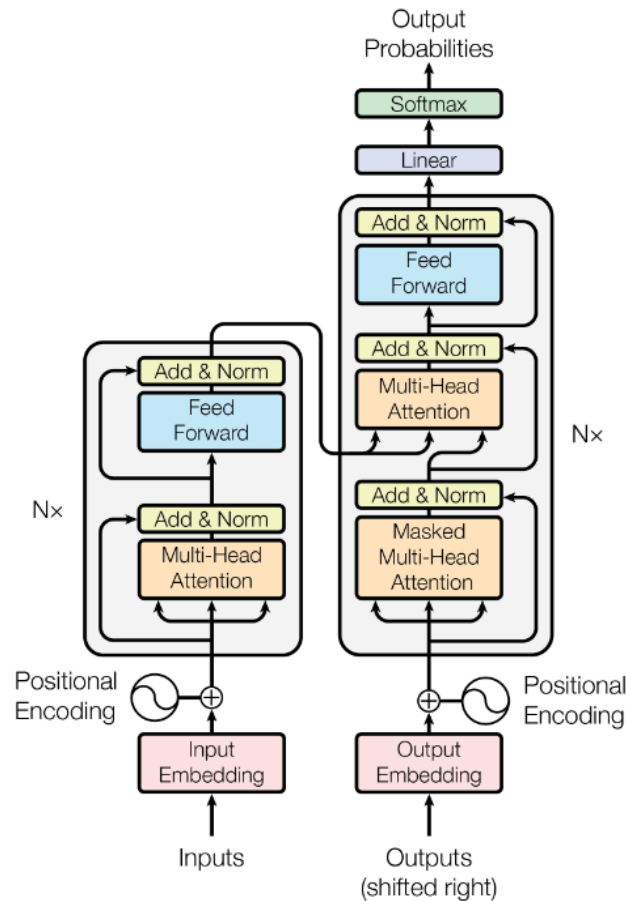 Output
Probabilities
Softmax
Linear
Add & Norm
Feed
Forward
Add & Norm
Multi-Head
Attention
Nx
Add & Norm
Masked
Multi-Head
Attention
Add & Norm
Feed
Forward
Nx
Add & Norm
Multi-Head
Attention
Positional
Encoding
Positional
Encoding
Input
Embedding
Output
Embedding
Inputs
Outputs
(shifted right)